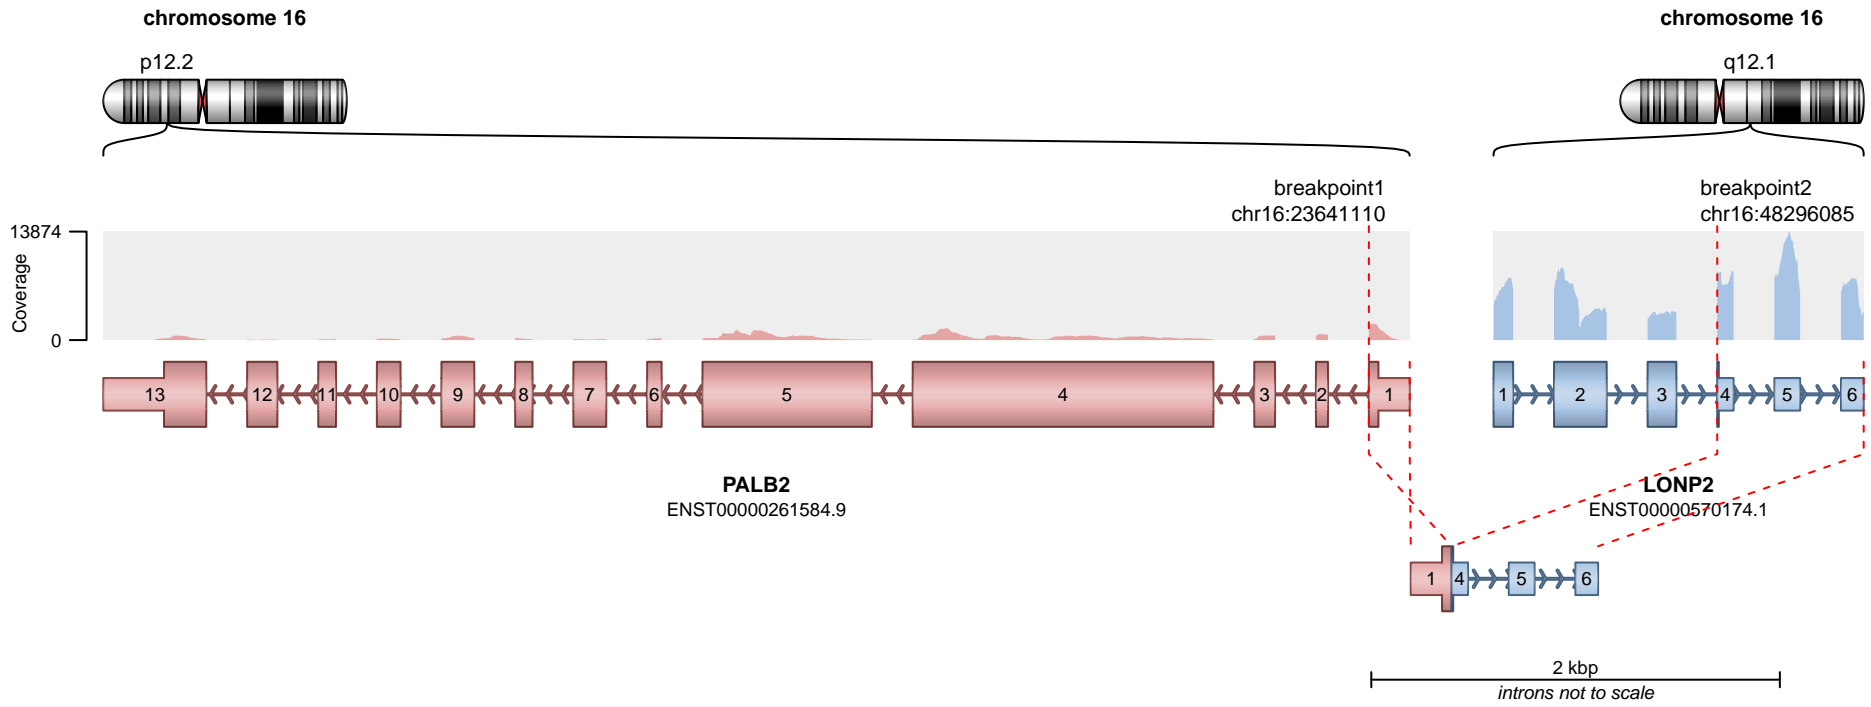 chromosome 16
chromosome 16
p12.2
q12.1
breakpoint1
chr16:23641110
breakpoint2
chr16:48296085
13874
Coverage
0
13 12 11 10 9 8 7 6 5 4 3 2 1
1 2 3 4 5 6
PALB2
ENST00000261584.9
LONP2
ENST00000570174.1
1 4 5 6
2 kbp
introns not to scale